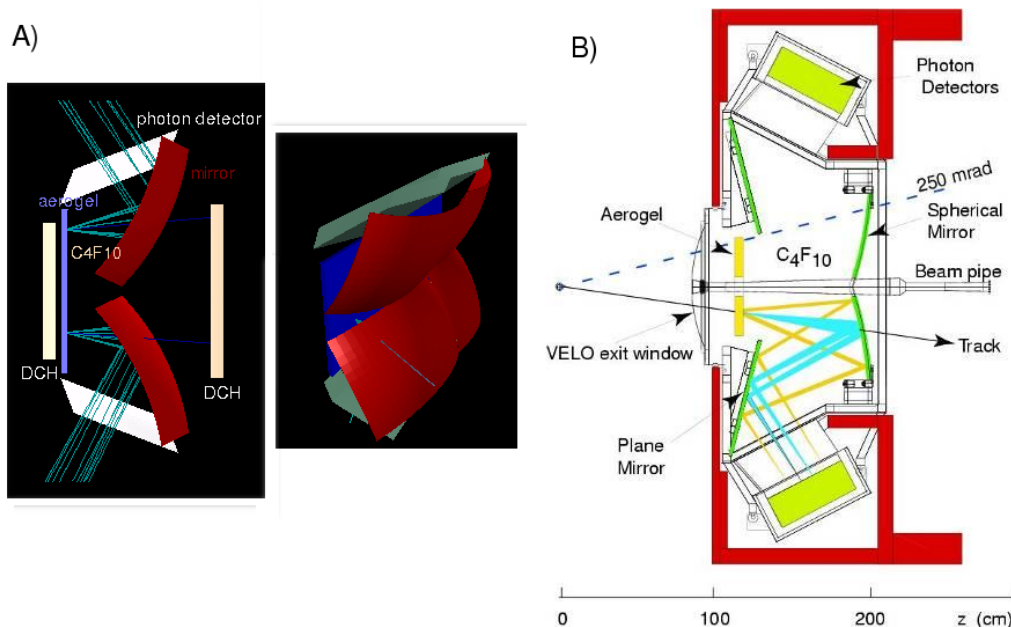 A)
photon detector
mirror
aerogel
C4F10
DCH
DCH
B)
Photon
Detectors
250 mrad
Aerogel
Spherical
Mirror
C4F10
Beam pipe
VELO exit window
Track
Plane
Mirror
0
100
200
z (cm)